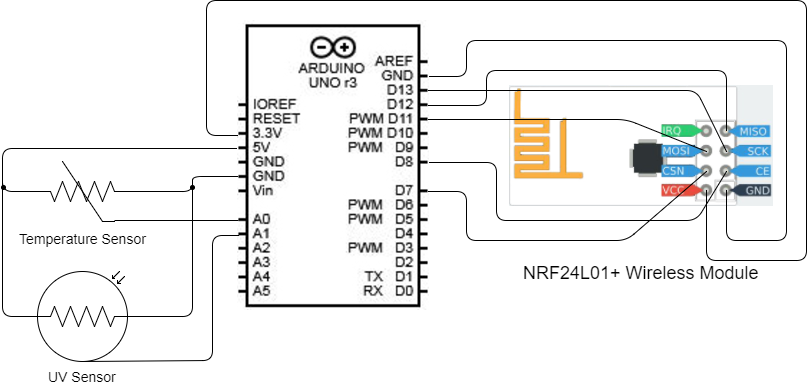 ARDUINO
UNO r3
AREF
GND
D13
IOREF
D12
RESET
PWM D11
3.3V
PWM D10
5V
PWM D9
GND
D8
GND
Vin
D7
PWM D6
A0
PWM D5
A1
D4
A2
PWM D3
A3
D2
A4
TX D1
A5
RX D0
IRQ
MISO
MOSI
SCK
CSN
CE
VCC
GND
Temperature Sensor
NRF24L01+ Wireless Module
UV Sensor